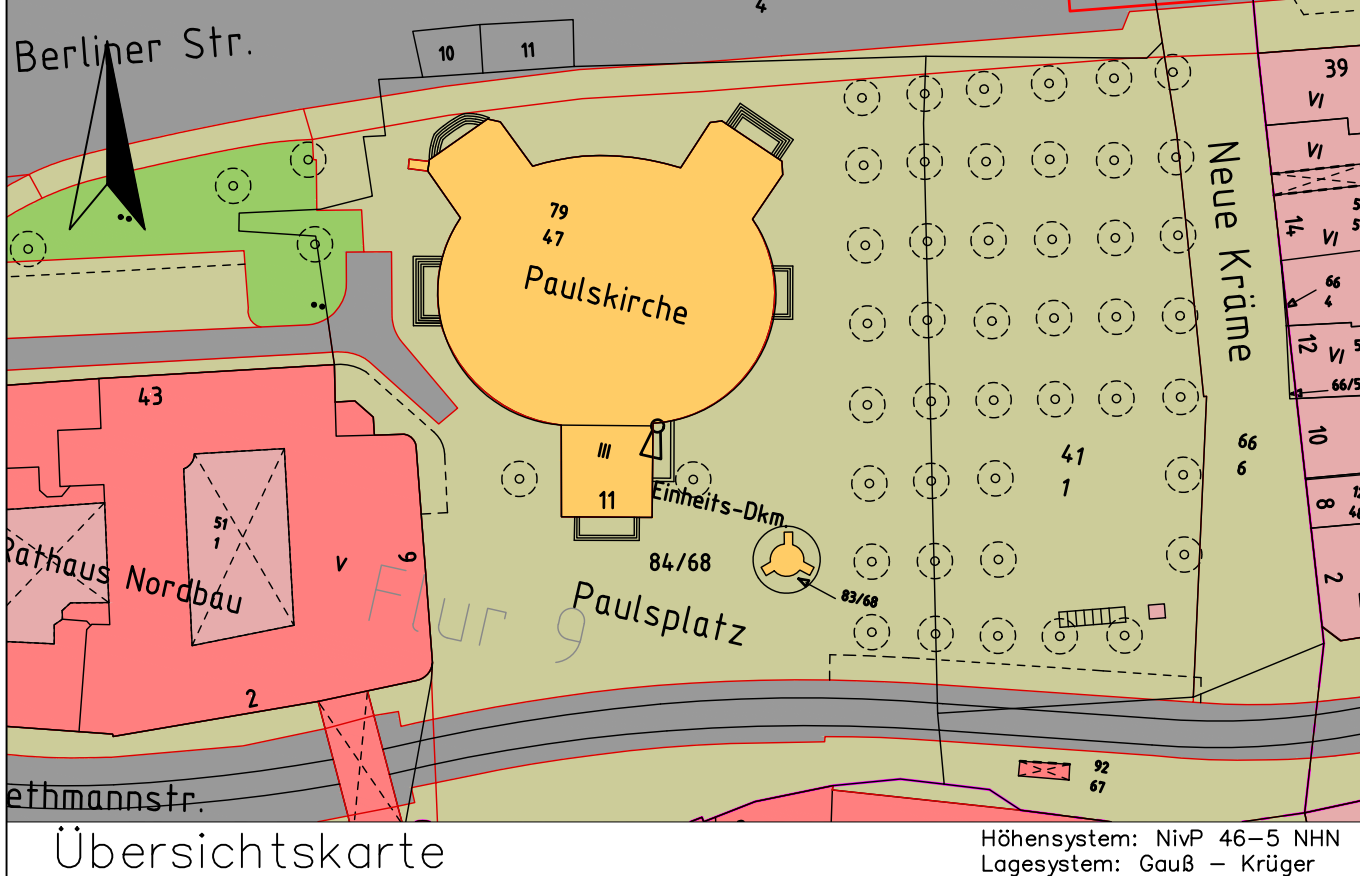 4
Berliner Str.
10
11
39
VI
VI
79
47
Neue Kräme
14
VI
Paulskirche
66
4
12
VI
66/5
43
III
41
1
66
6
10
11
Einheits-Dkm.
8
51
1
V
9
84/68
Rathaus Nordbau
Flur 9
83/68
Paulsplatz
2
2
92
67
ethmannstr.
Übersichtskarte
Höhensystem: NivP 46-5 NHN
Lagesystem: Gauß - Krüger